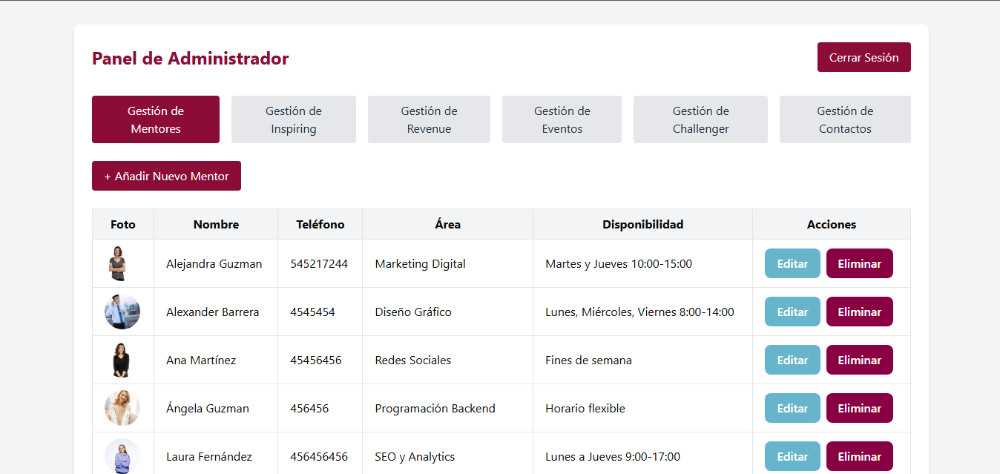 Panel de Administrador
Cerrar Sesión
Gestión de Mentores
Gestión de Inspiring
Gestión de Revenue
Gestión de Eventos
Gestión de Challenger
Gestión de Contactos
+ Añadir Nuevo Mentor
Foto Nombre Teléfono Área Disponibilidad Acciones
Alejandra Guzman 545217244 Marketing Digital Martes y Jueves 10:00-15:00 Editar Eliminar
Alexander Barrera 4545454 Diseño Gráfico Lunes, Miércoles, Viernes 8:00-14:00 Editar Eliminar
Ana Martínez 45456456 Redes Sociales Fines de semana Editar Eliminar
Ángela Guzman 456456 Programación Backend Horario flexible Editar Eliminar
Laura Fernández 456456456 SEO y Analytics Lunes a Jueves 9:00-17:00 Editar Eliminar